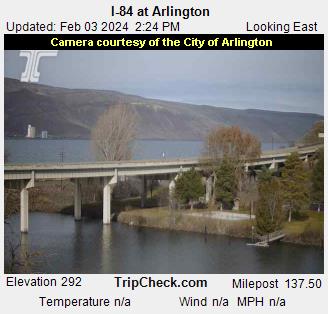 I-84 at Arlington
Updated: Feb 03 2024 2:24 PM Looking East
Camera courtesy of the City of Arlington
Elevation 292 TripCheck.com Milepost 137.50
Temperature n/a Wind n/a MPH n/a